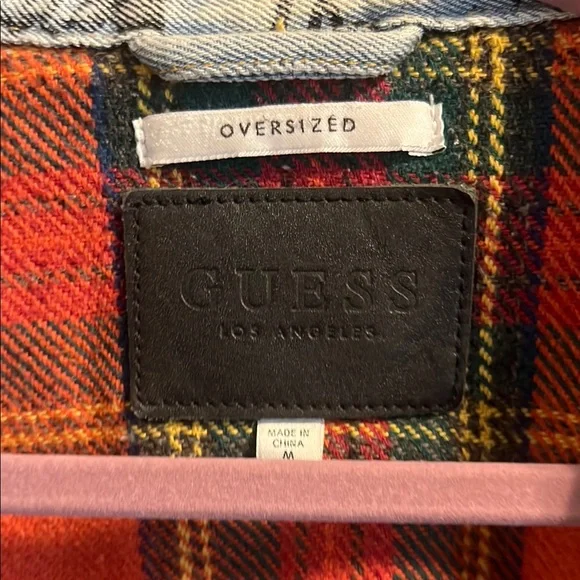 OVERSIZED
GUESS
LOS ANGELES
MADE IN
CHINA
M